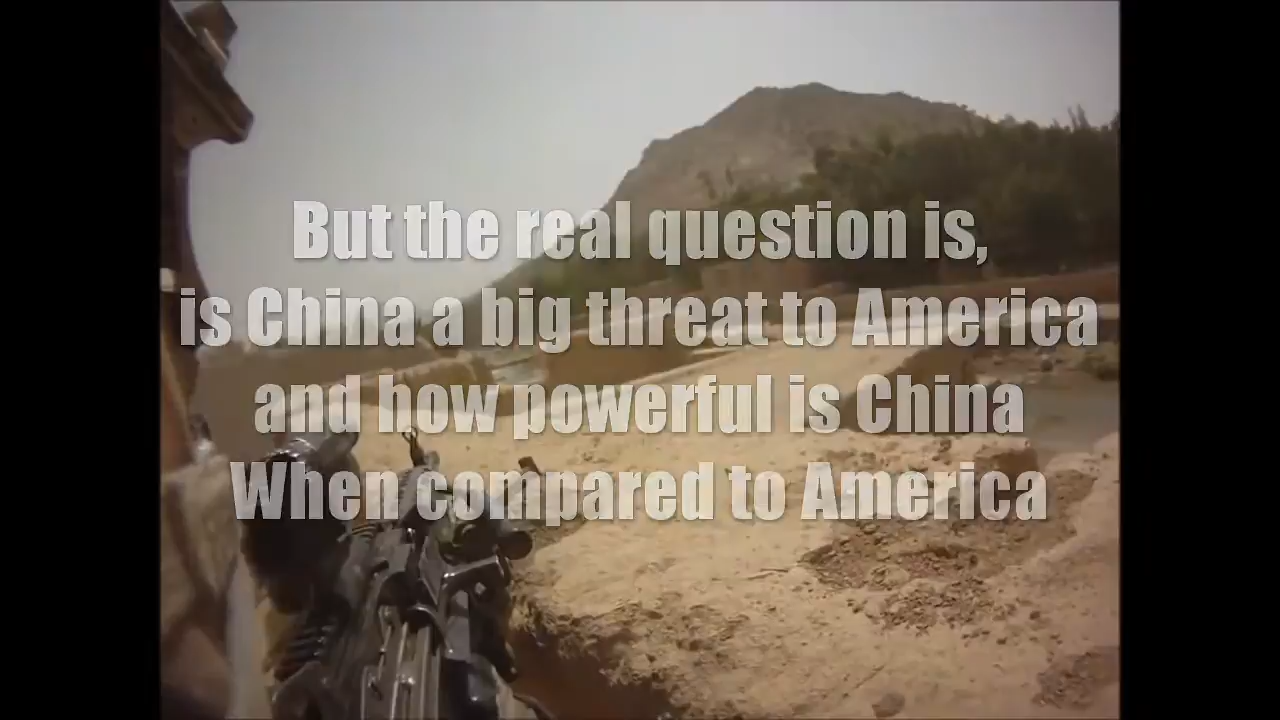 But the real question is,
is China a big threat to America
and how powerful is China
When compared to America